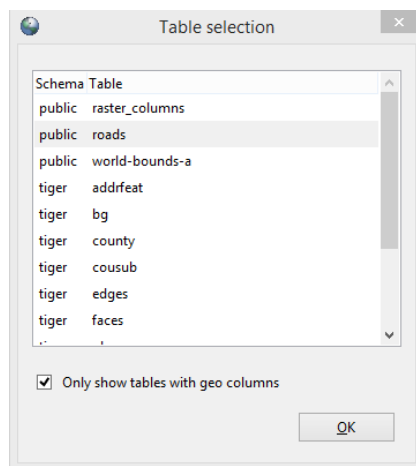 Table selection
Schema Table
public raster_columns
public roads
public world-bounds-a
tiger addrfeat
tiger bg
tiger county
tiger cousub
tiger edges
tiger faces
Only show tables with geo columns
OK